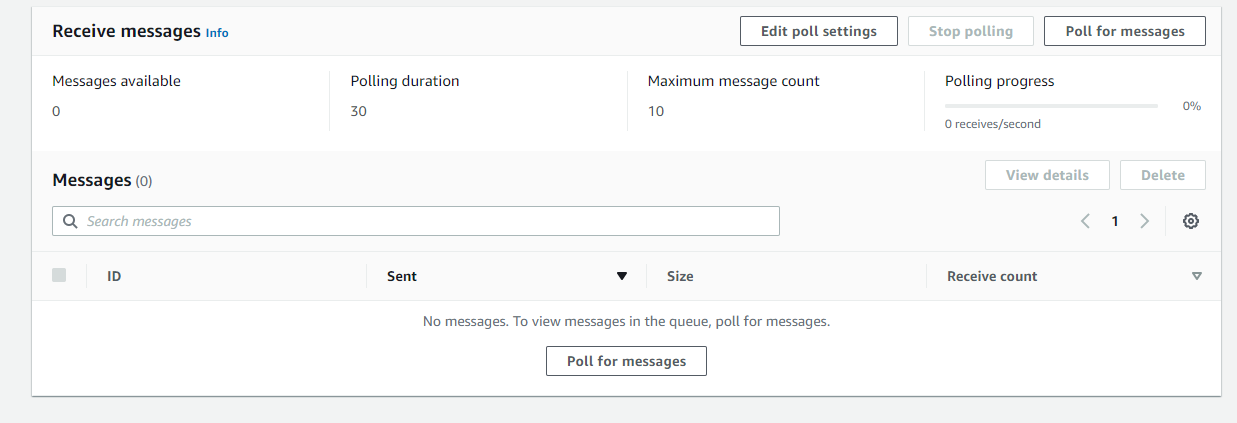 Receive messages Info
Edit poll settings
Stop polling
Poll for messages
Messages available
0
Polling duration
30
Maximum message count
10
Polling progress
0%
0 receives/second
Messages (0)
View details
Delete
Search messages
1
ID
Sent
Size
Receive count
No messages. To view messages in the queue, poll for messages.
Poll for messages